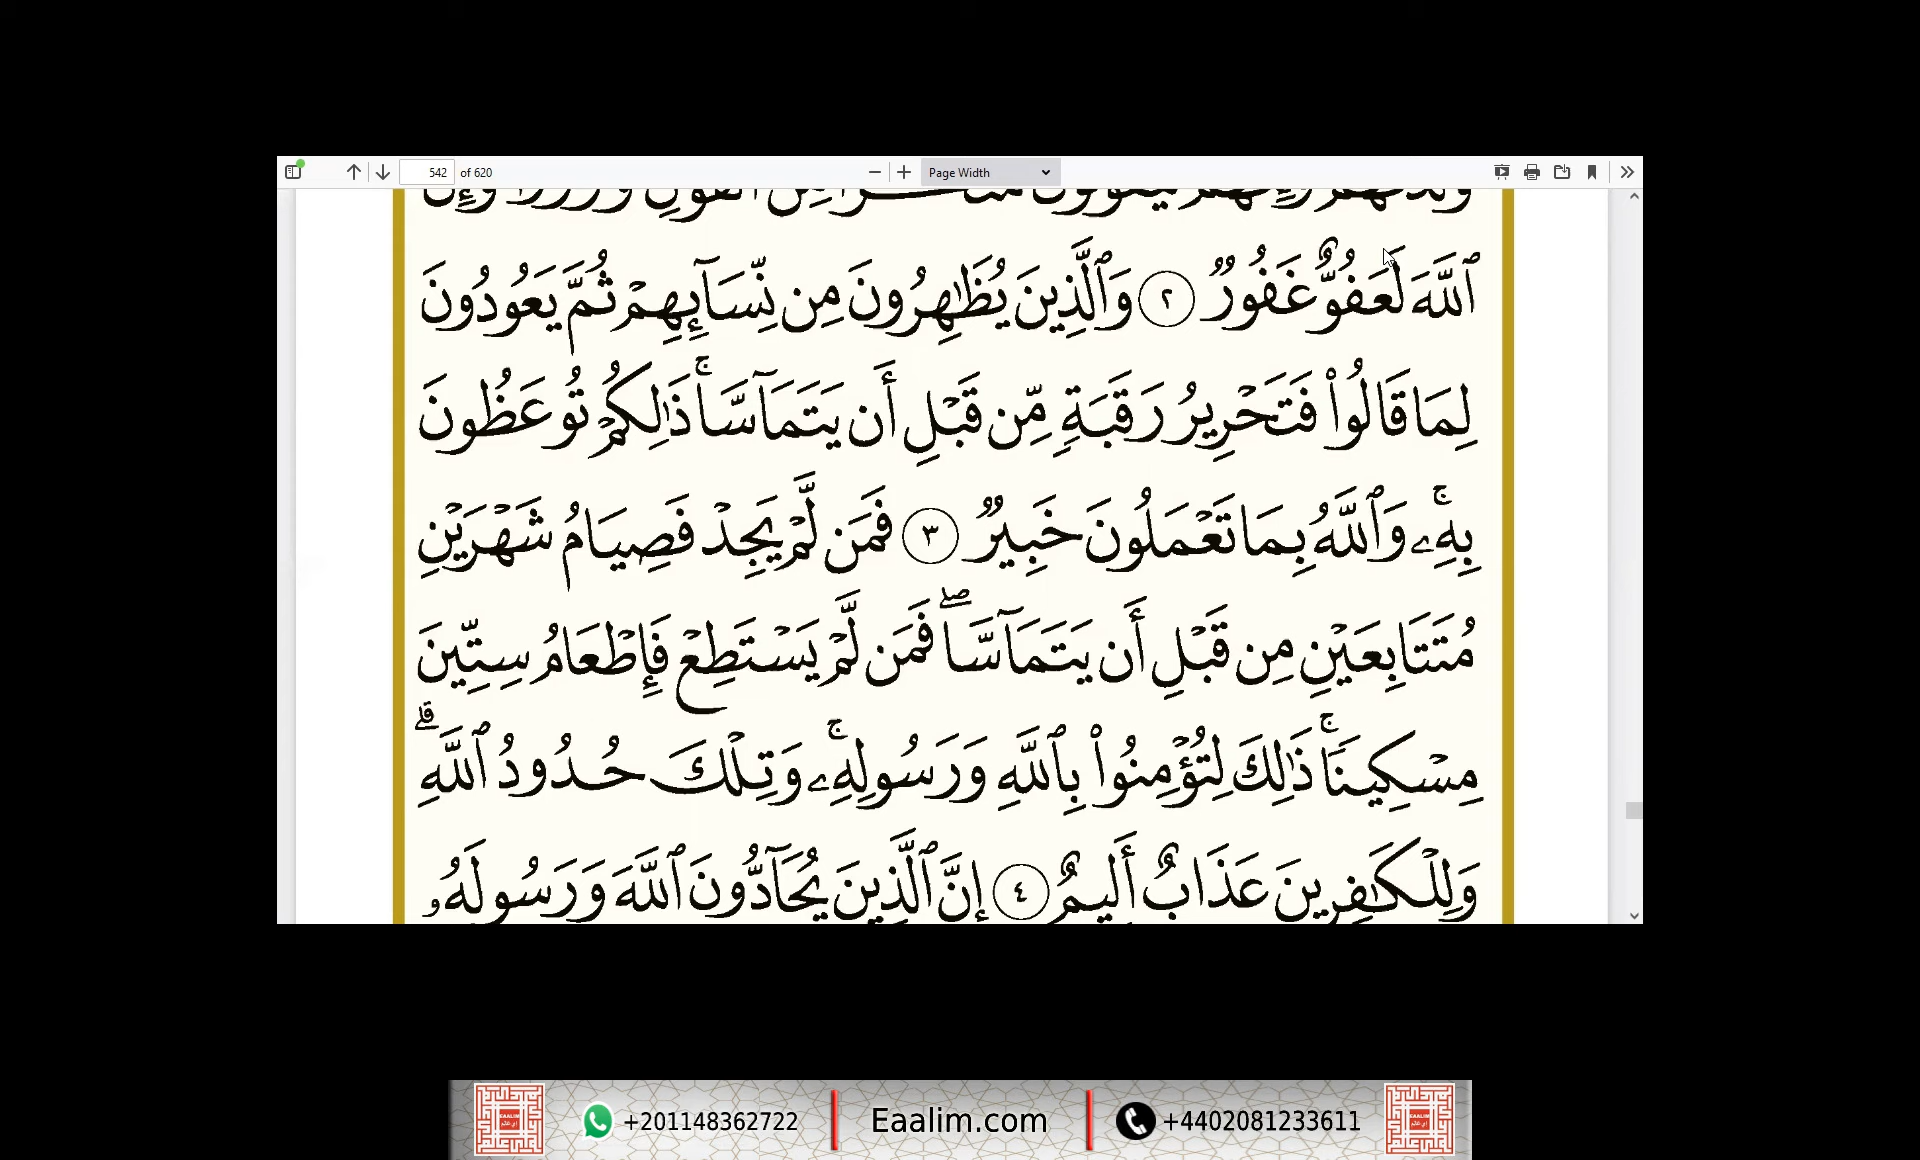 542 of 620 Page Width
ٱللَّهَ لَعَفُوٌّ غَفُورٌ ٢ وَٱلَّذِينَ يُظَٰهِرُونَ مِن نِّسَآئِهِمْ ثُمَّ يَعُودُونَ
لِمَا قَالُوا۟ فَتَحْرِيرُ رَقَبَةٍ مِّن قَبْلِ أَن يَتَمَآسَّا ۚ ذَٰلِكُمْ تُوعَظُونَ
بِهِۦ ۚ وَٱللَّهُ بِمَا تَعْمَلُونَ خَبِيرٌ ٣ فَمَن لَّمْ يَجِدْ فَصِيَامُ شَهْرَيْنِ
مُتَتَابِعَيْنِ مِن قَبْلِ أَن يَتَمَآسَّا ۖ فَمَن لَّمْ يَسْتَطِعْ فَإِطْعَامُ سِتِّينَ
مِسْكِينًا ۚ ذَٰلِكَ لِتُؤْمِنُوا۟ بِٱللَّهِ وَرَسُولِهِۦ ۚ وَتِلْكَ حُدُودُ ٱللَّهِ ۗ
وَلِلْكَٰفِرِينَ عَذَابٌ أَلِيمٌ ٤ إِنَّ ٱلَّذِينَ يُحَآدُّونَ ٱللَّهَ وَرَسُولَهُۥ
+201148362722 Eaalim.com +4402081233611